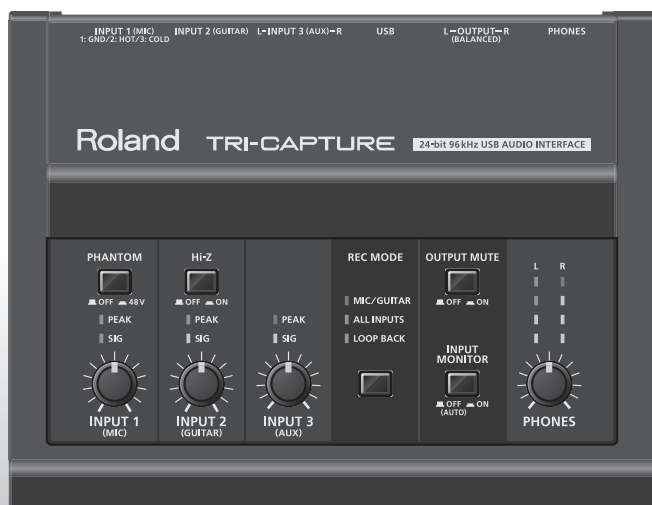 INPUT 1 (MIC) INPUT 2 (GUITAR) L-INPUT 3 (AUX)-R USB L-OUTPUT-R PHONES
1: GND/2: HOT/3: COLD (BALANCED)
Roland TRI-CAPTURE 24-bit 96kHz USB AUDIO INTERFACE
PHANTOM Hi-Z REC MODE OUTPUT MUTE
L R
OFF 48V OFF ON MIC/GUITAR OFF ON
PEAK PEAK PEAK ALL INPUTS
SIG SIG SIG LOOP BACK
INPUT
MONITOR
OFF ON
(AUTO)
INPUT 1 INPUT 2 INPUT 3 PHONES
(MIC) (GUITAR) (AUX)